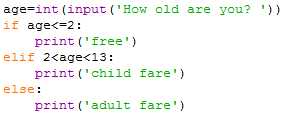 age=int(input('How old are you? '))
if age<=2:
    print('free')
elif 2<age<13:
    print('child fare')
else:
    print('adult fare')